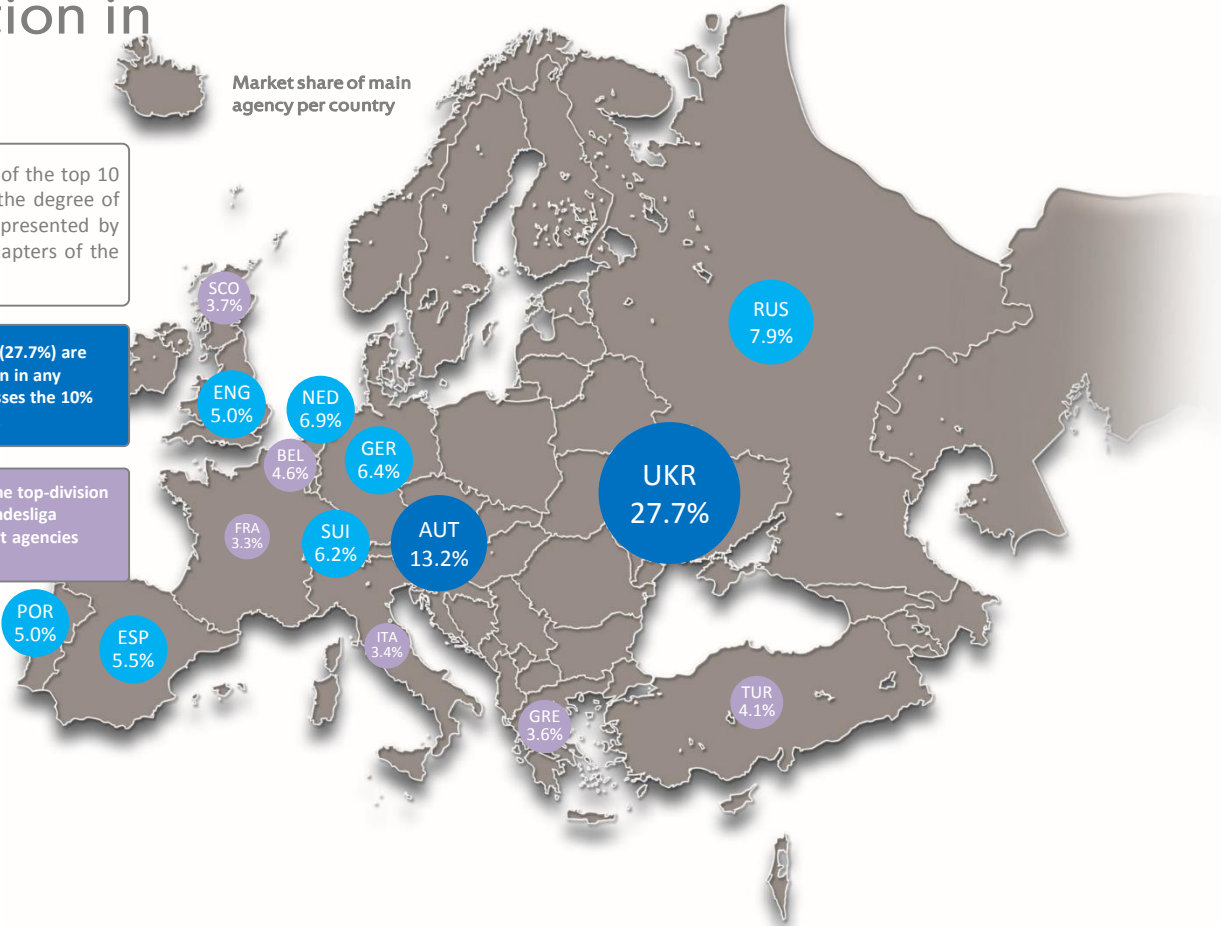 tion in
Market share of main
agency per country
of the top 10
the degree of
presented by
apters of the
(27.7%) are
n in any
sses the 10%
ne top-division
ndesliga
t agencies
SCO
3.7%
RUS
7.9%
ENG
5.0%
NED
6.9%
BEL
4.6%
GER
6.4%
UKR
27.7%
FRA
3.3%
SUI
6.2%
AUT
13.2%
POR
5.0%
ESP
5.5%
ITA
3.4%
GRE
3.6%
TUR
4.1%